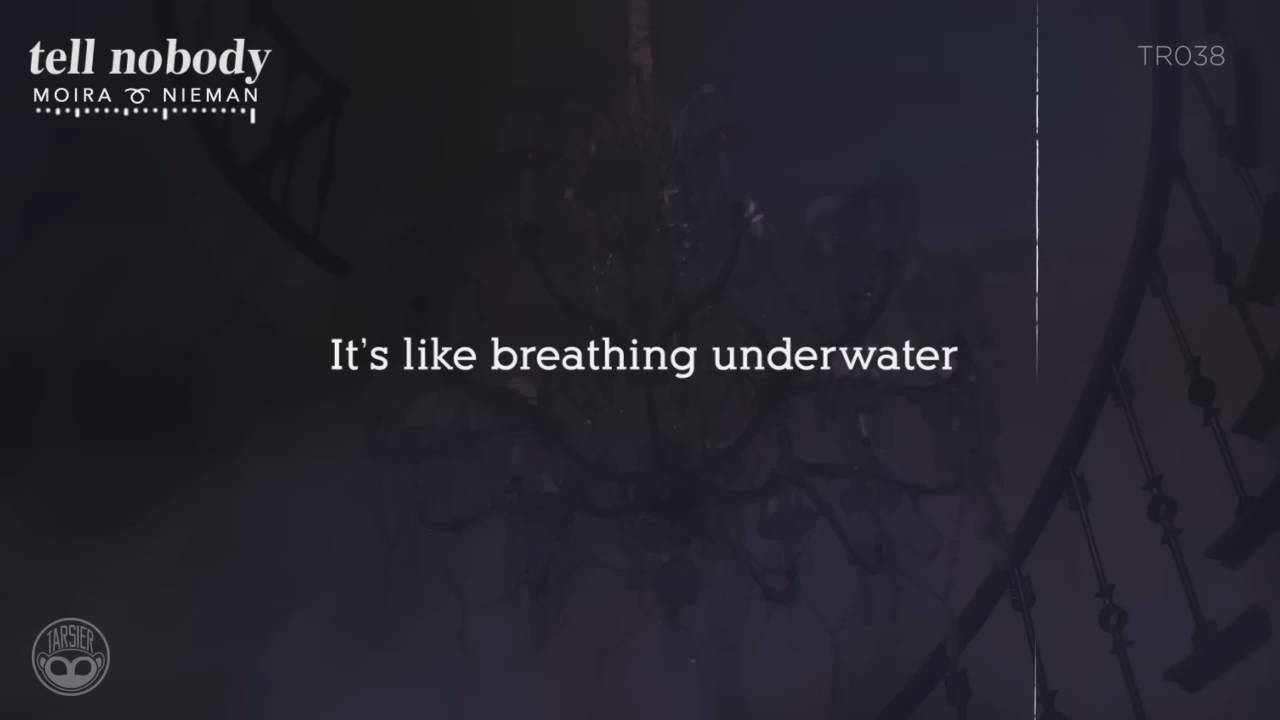 tell nobody
MOIRA NIEMAN
TR038
It's like breathing underwater
TARSIER